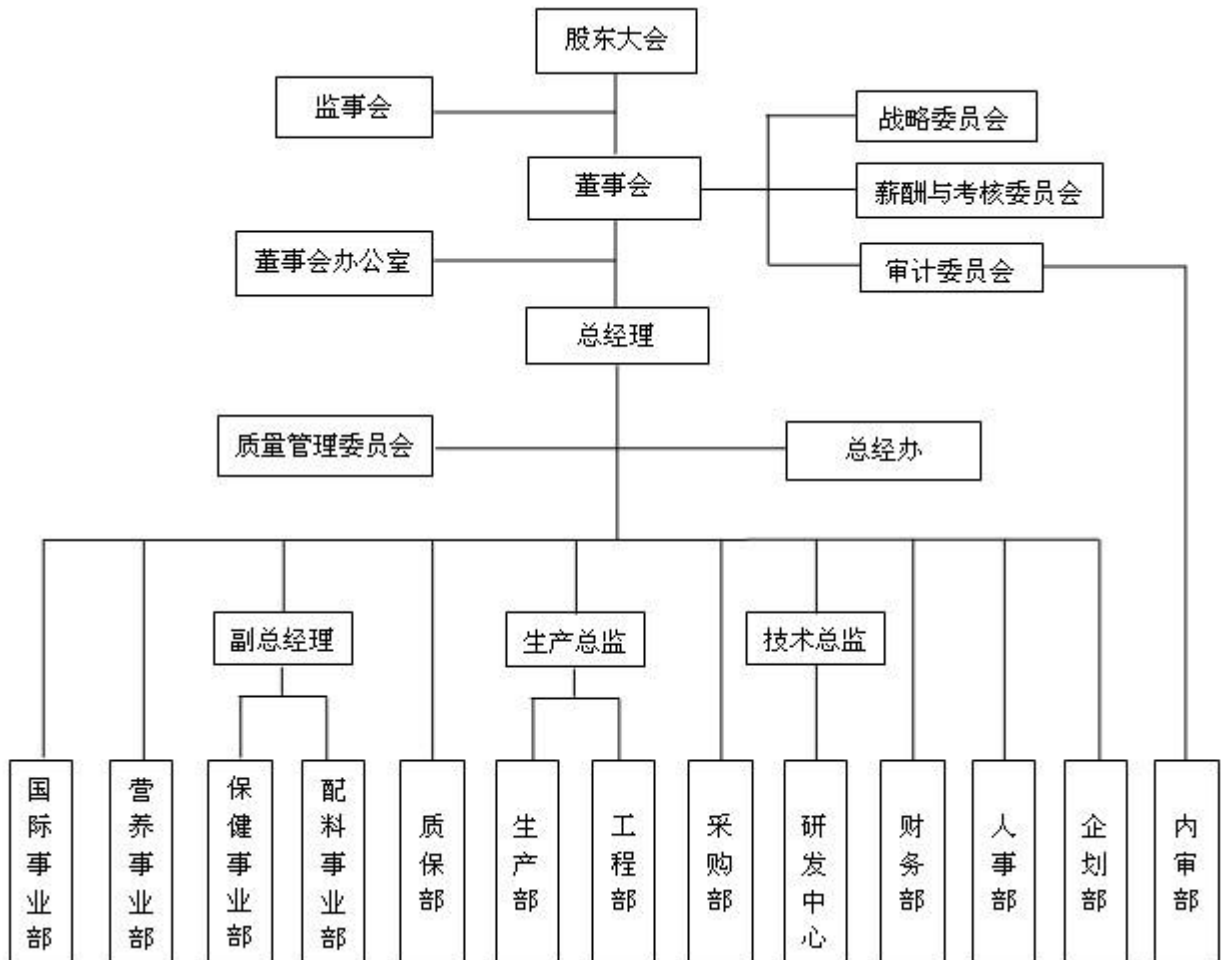 股东大会
监事会
战略委员会
董事会
薪酬与考核委员会
董事会办公室
审计委员会
总经理
质量管理委员会
总经办
副总经理
生产总监
技术总监
国际事业部
营养事业部
保健事业部
配料事业部
质保部
生产部
工程部
采购部
研发中心
财务部
人事部
企划部
内审部